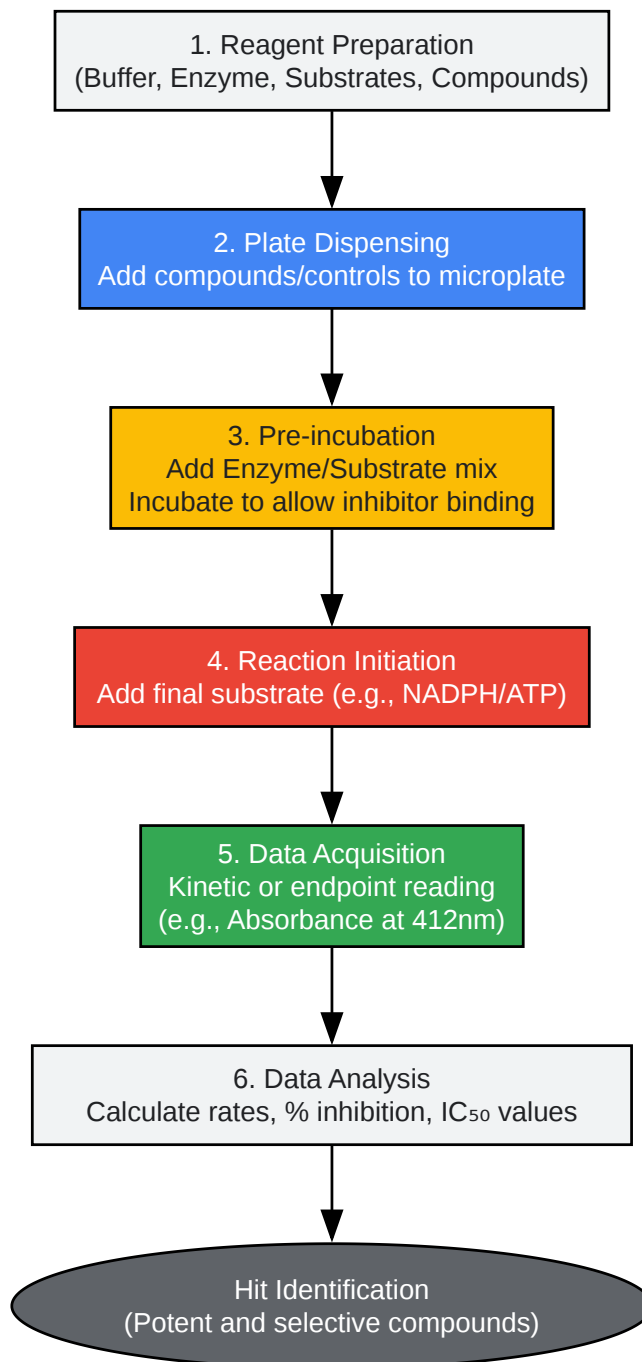 1. Reagent Preparation
(Buffer, Enzyme, Substrates, Compounds)
2. Plate Dispensing
Add compounds/controls to microplate
3. Pre-incubation
Add Enzyme/Substrate mix
Incubate to allow inhibitor binding
4. Reaction Initiation
Add final substrate (e.g., NADPH/ATP)
5. Data Acquisition
Kinetic or endpoint reading
(e.g., Absorbance at 412nm)
6. Data Analysis
Calculate rates, % inhibition, IC₅₀ values
Hit Identification
(Potent and selective compounds)